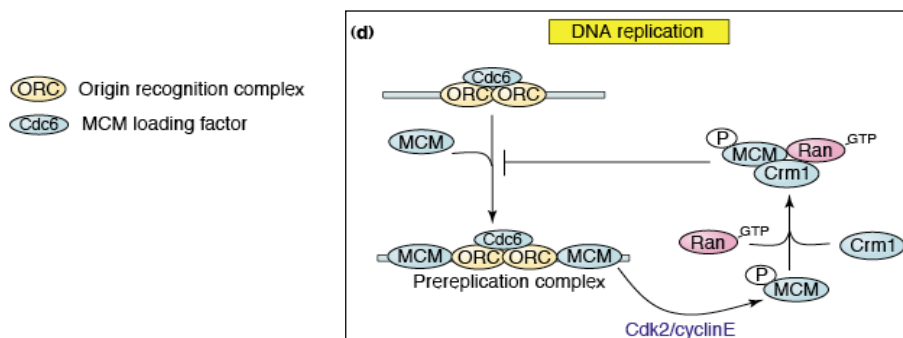 (d)
DNA replication
ORC Origin recognition complex
Cdc6 MCM loading factor
Cdc6
ORC ORC
MCM
P
MCM Ran GTP
Crm1
Cdc6
MCM ORC ORC MCM
Prereplication complex
Ran GTP
Crm1
P
MCM
Cdk2/cyclinE